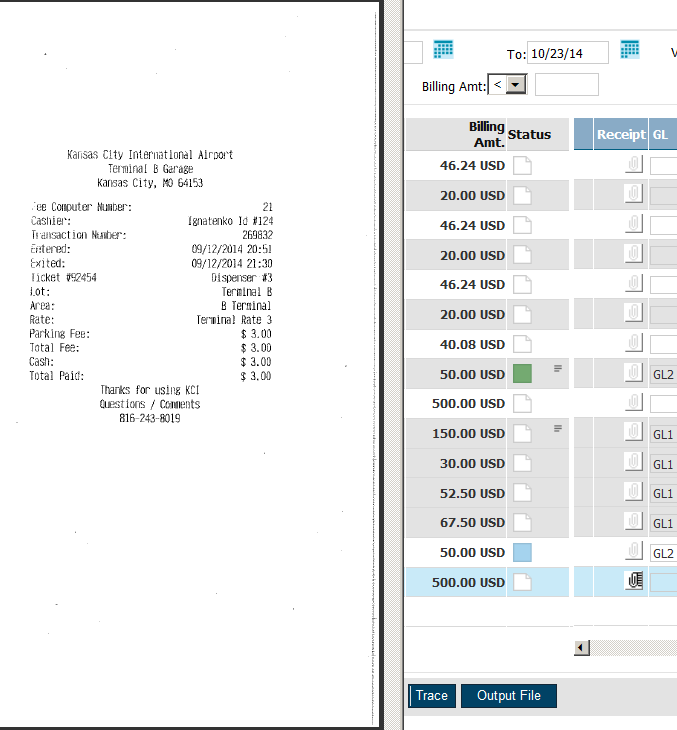 Kansas City International Airport
Terminal B Garage
Kansas City, MO 64153
Fee Computer Number: 21
Cashier: Ignatenko Id #124
Transaction Number: 269832
Entered: 09/12/2014 20:51
Exited: 09/12/2014 21:30
Ticket #92454 Dispenser #3
Lot: Terminal B
Area: B Terminal
Rate: Terminal Rate 3
Parking Fee: $ 3.00
Total Fee: $ 3.00
Cash: $ 3.00
Total Paid: $ 3.00
Thanks for using KCI
Questions / Comments
816-243-8019
To: 10/23/14
Billing Amt: <
Billing Amt. Status Receipt GL
46.24 USD
20.00 USD
46.24 USD
20.00 USD
46.24 USD
20.00 USD
40.08 USD
50.00 USD GL2
500.00 USD
150.00 USD GL1
30.00 USD GL1
52.50 USD GL1
67.50 USD GL1
50.00 USD GL2
500.00 USD
Trace Output File